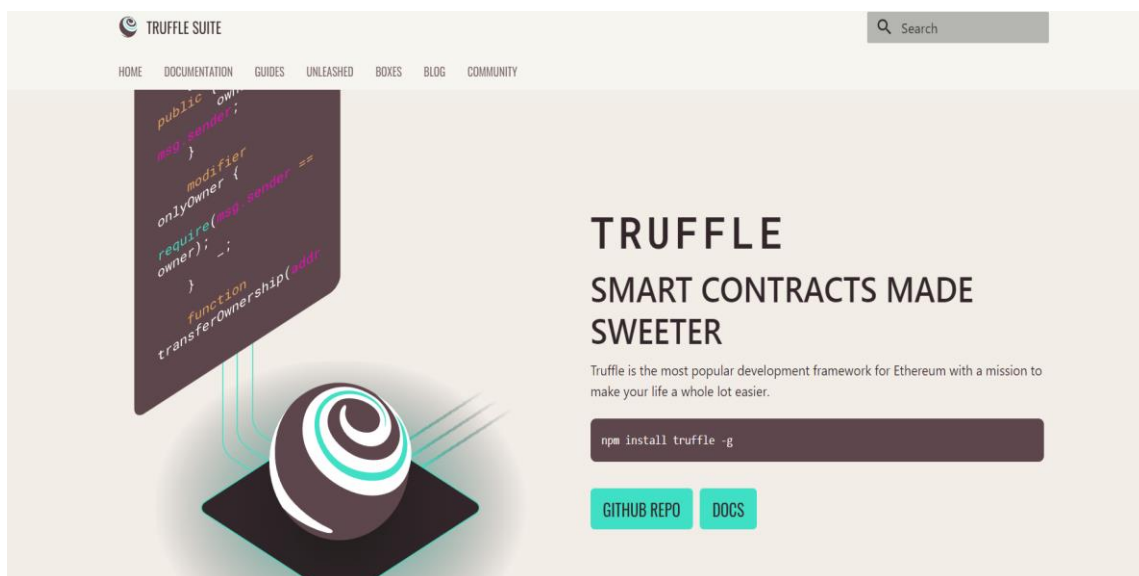 TRUFFLE SUITE
Search
HOME DOCUMENTATION GUIDES UNLEASHED BOXES BLOG COMMUNITY
public {
own
msg.sender;
}
modifier
onlyOwner {
require(msg.sender ==
owner); _;
}
function
transferOwnership(addr
TRUFFLE
SMART CONTRACTS MADE
SWEETER
Truffle is the most popular development framework for Ethereum with a mission to
make your life a whole lot easier.
npm install truffle -g
GITHUB REPO DOCS